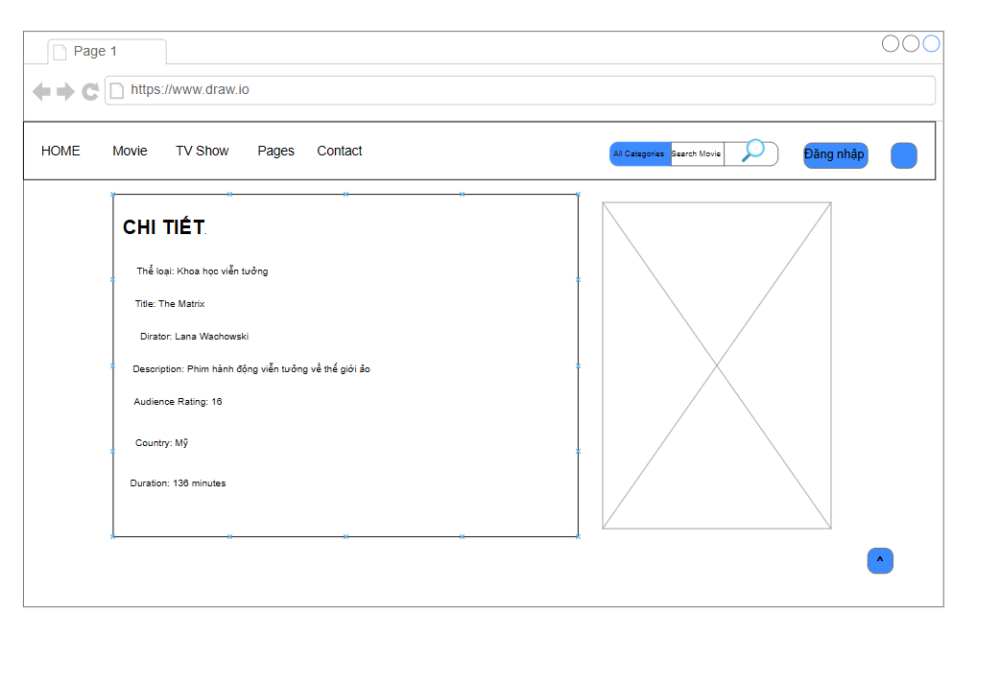 Page 1
https://www.draw.io
HOME Movie TV Show Pages Contact All Categories Search Movie Đăng nhập
CHI TIẾT.
Thể loại: Khoa học viễn tưởng
Title: The Matrix
Dirator: Lana Wachowski
Description: Phim hành động viễn tưởng về thế giới ảo
Audience Rating: 16
Country: Mỹ
Duration: 136 minutes
^